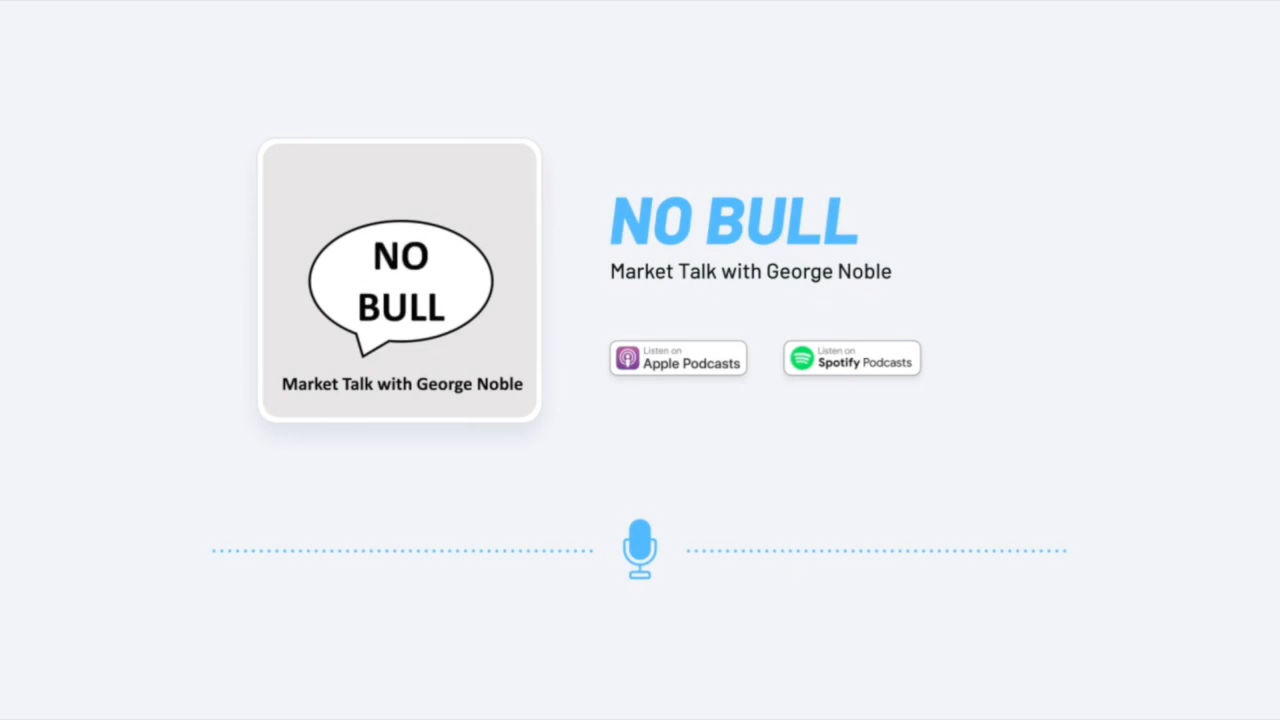 NO
BULL
Market Talk with George Noble
NO BULL
Market Talk with George Noble
Listen on
Apple Podcasts
Listen on
Spotify Podcasts